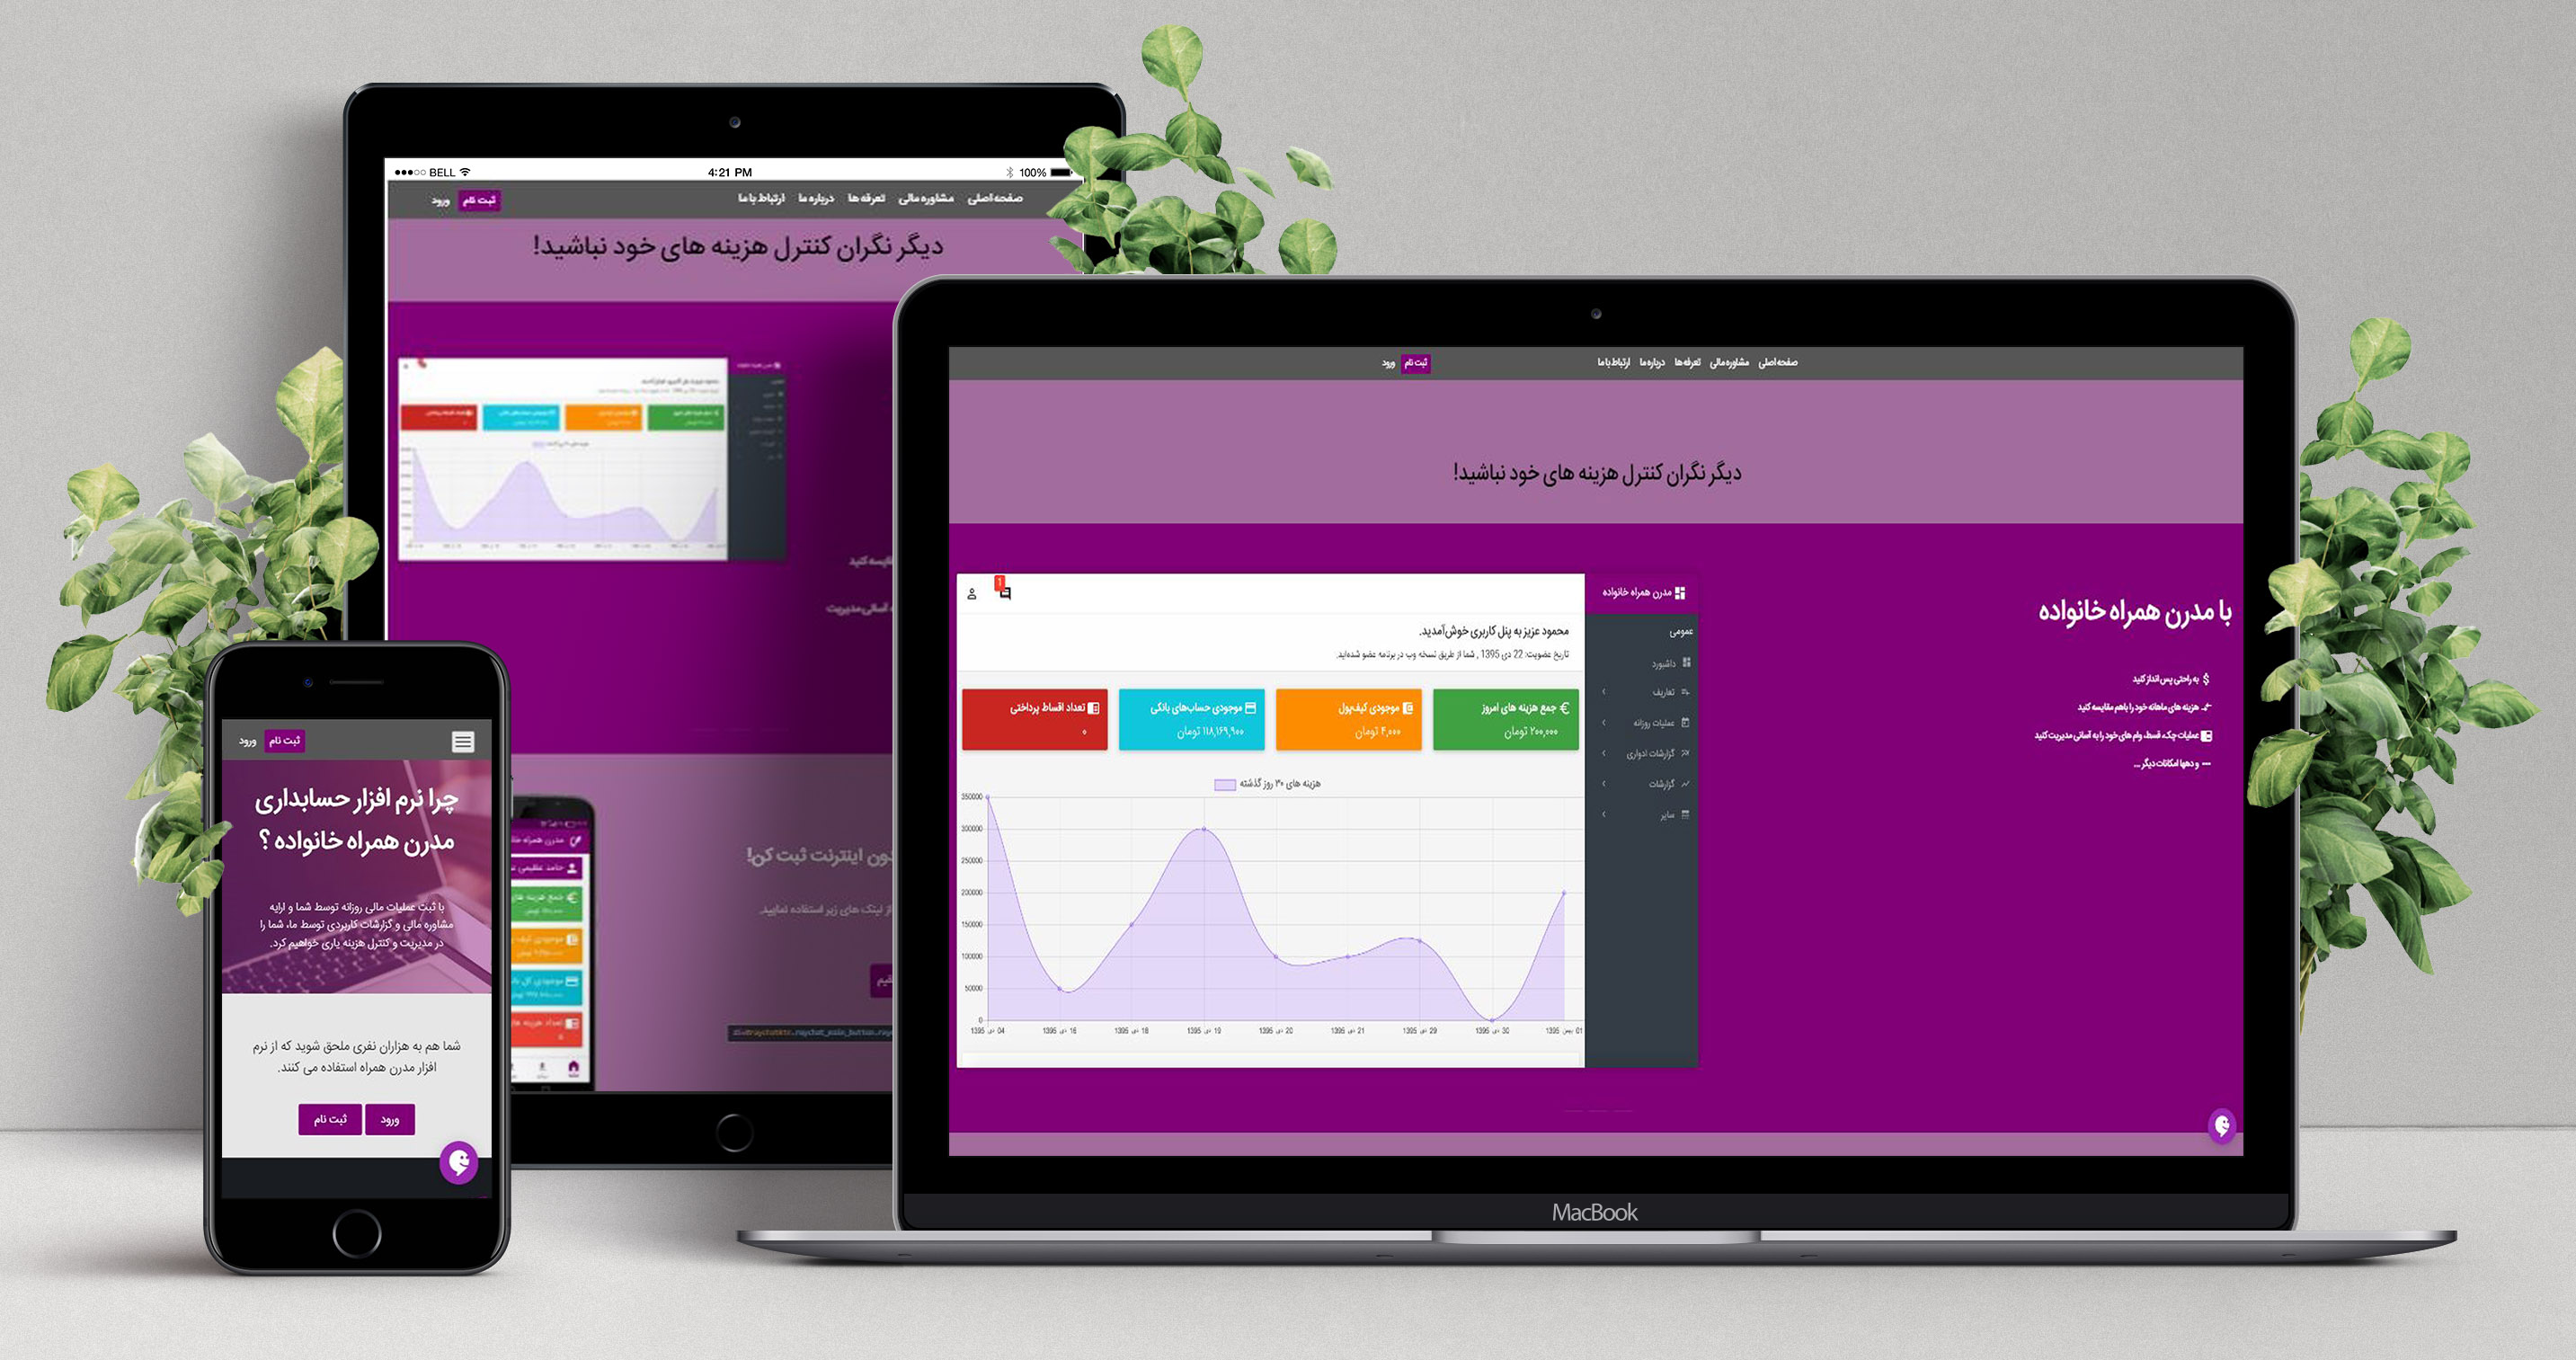 ●●●○○ BELL 4:21 PM 100%
صفحه اصلی مشاوره مالی تعرفه ها درباره ما ارتباط با ما ثبت نام ورود
دیگر نگران کنترل هزینه های خود نباشید!
مقایسه کنید
آسانی مدیریت
دون اینترنت ثبت کن!
از لینک های زیر استفاده نمایید.
صفحه اصلی مشاوره مالی تعرفه ها درباره ما ارتباط با ما ثبت نام ورود
دیگر نگران کنترل هزینه های خود نباشید!
با مدرن همراه خانواده
به راحتی پس انداز کنید
هزینه های ماهانه خود را باهم مقایسه کنید
عملیات چک، قسط، وام های خود را به آسانی مدیریت کنید
و دهها امکانات دیگر ...
مدرن همراه خانواده
عمومی
داشبورد
تعاریف
عملیات روزانه
گزارشات ادواری
گزارشات
سایر
1
محمود عزیز به پنل کاربری خوش‌آمدید.
تاریخ عضویت: 22 دی 1395 , شما از طریق نسخه وب در برنامه عضو شده‌اید.
جمع هزینه های امروز
۲۰۰,۰۰۰ تومان
موجودی کیف‌پول
۴,۰۰۰ تومان
موجودی حساب‌های بانکی
۱۱۸,۱۶۹,۹۰۰ تومان
تعداد اقساط پرداختی
۰
هزینه های ۳۰ روز گذشته
350000
300000
250000
200000
150000
100000
50000
0
04 دی 1395
16 دی 1395
18 دی 1395
19 دی 1395
20 دی 1395
21 دی 1395
29 دی 1395
30 دی 1395
01 بهمن 1395
MacBook
ثبت نام ورود
چرا نرم افزار حسابداری
مدرن همراه خانواده ؟
با ثبت عملیات مالی روزانه توسط شما و ارایه
مشاوره مالی و گزارشات کاربردی توسط ما، شما را
در مدیریت و کنترل هزینه یاری خواهیم کرد.
شما هم به هزاران نفری ملحق شوید که از نرم
افزار مدرن همراه استفاده می کنند.
ورود ثبت نام